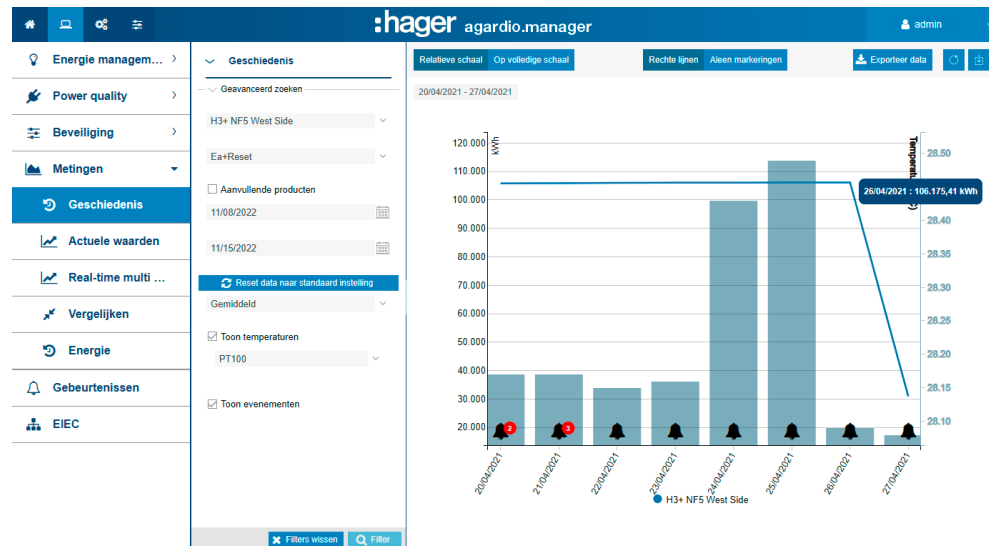 :hager agardio.manager
admin
Energie managem...
Power quality
Beveiliging
Metingen
Geschiedenis
Actuele waarden
Real-time multi ...
Vergelijken
Energie
Gebeurtenissen
EIEC
Geschiedenis
Geavanceerd zoeken
H3+ NF5 West Side
Ea+Reset
Aanvullende producten
11/08/2022
11/15/2022
Reset data naar standaard instelling
Gemiddeld
Toon temperaturen
PT100
Toon evenementen
Filters wissen Filter
Relatieve schaal Op volledige schaal Rechte lijnen Aleen markeringen Exporteer data
20/04/2021 - 27/04/2021
kWh
120.000
110.000
100.000
90.000
80.000
70.000
60.000
50.000
40.000
30.000
20.000
28.50
28.40
28.35
28.30
28.25
28.20
28.15
28.10
26/04/2021 : 106.175,41 kWh
2
3
20/04/2021
21/04/2021
22/04/2021
23/04/2021
24/04/2021
25/04/2021
26/04/2021
27/04/2021
H3+ NF5 West Side